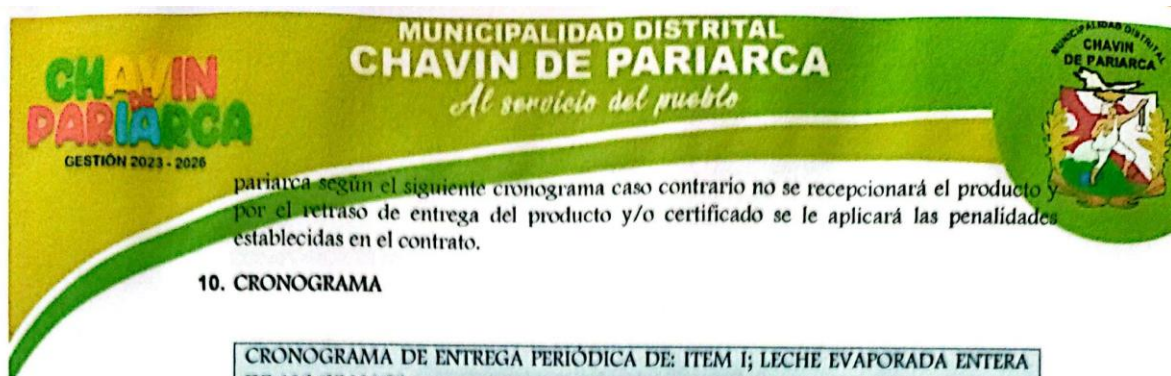 MUNICIPALIDAD DISTRITAL
CHAVIN DE PARIARCA
Al servicio del pueblo
CHAVIN
DE
PARIARCA
GESTIÓN 2023 - 2026
MUNICIPALIDAD DISTRITAL
CHAVIN
DE PARIARCA
pariarca según el siguiente cronograma caso contrario no se recepcionará el producto y
por el retraso de entrega del producto y/o certificado se le aplicará las penalidades
establecidas en el contrato.
10. CRONOGRAMA
CRONOGRAMA DE ENTREGA PERIÓDICA DE: ITEM I; LECHE EVAPORADA ENTERA